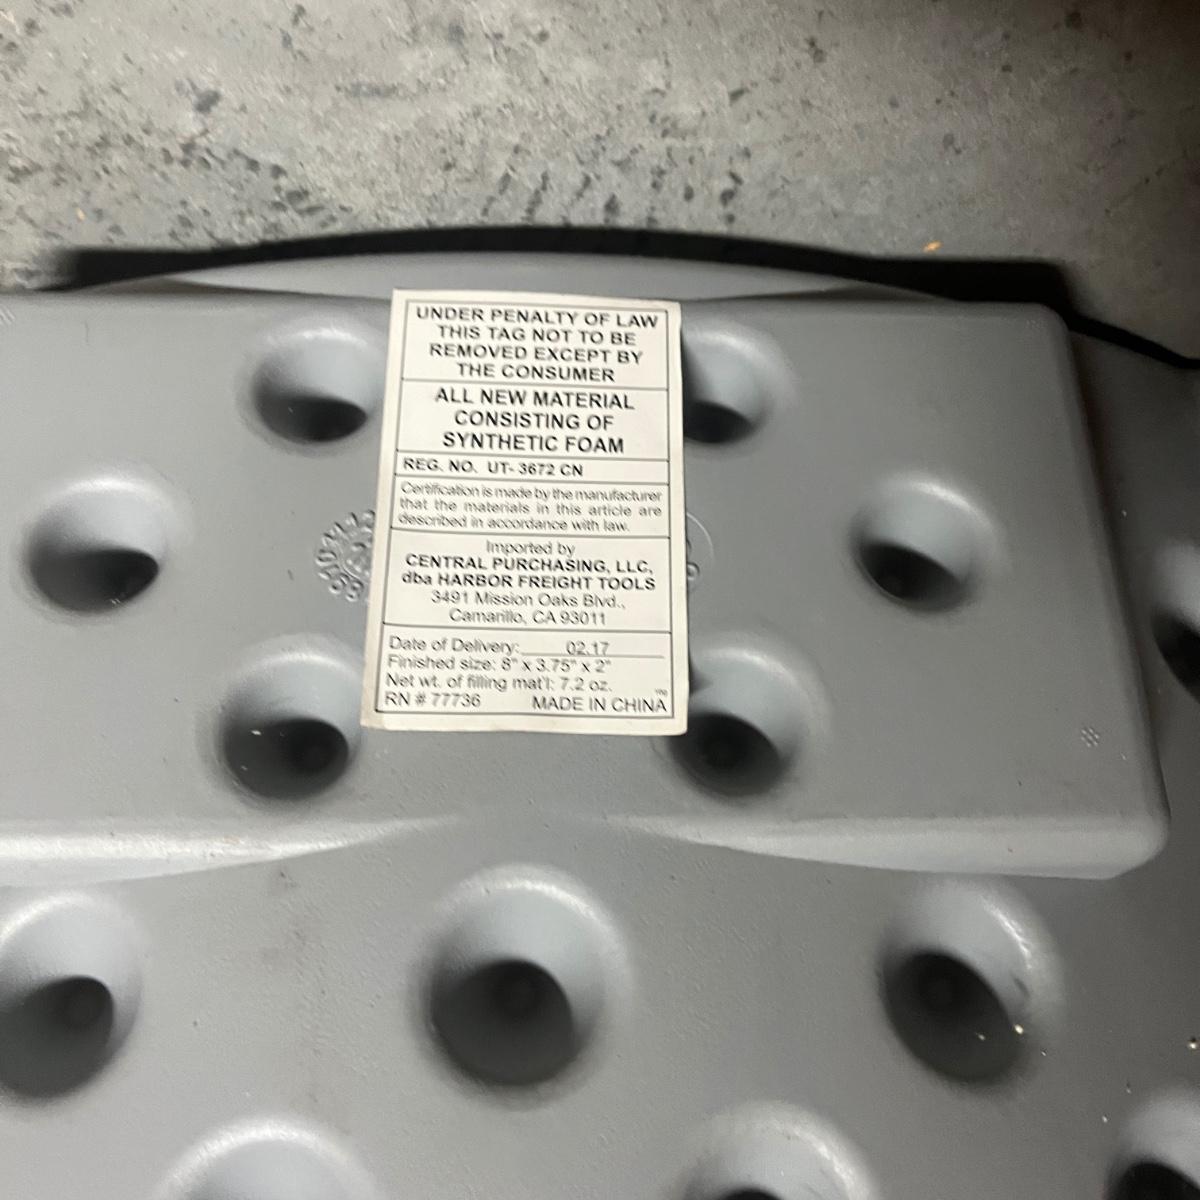 UNDER PENALTY OF LAW
THIS TAG NOT TO BE
REMOVED EXCEPT BY
THE CONSUMER
ALL NEW MATERIAL
CONSISTING OF
SYNTHETIC FOAM
REG. NO. UT- 3672 CN
Certification is made by the manufacturer
that the materials in this article are
described in accordance with law.
Imported by
CENTRAL PURCHASING, LLC,
dba HARBOR FREIGHT TOOLS
3491 Mission Oaks Blvd.,
Camarillo, CA 93011
Date of Delivery: 02.17
Finished size: 8" x 3.75" x 2"
Net wt. of filling mat'l: 7.2 oz.
RN # 77736 MADE IN CHINA